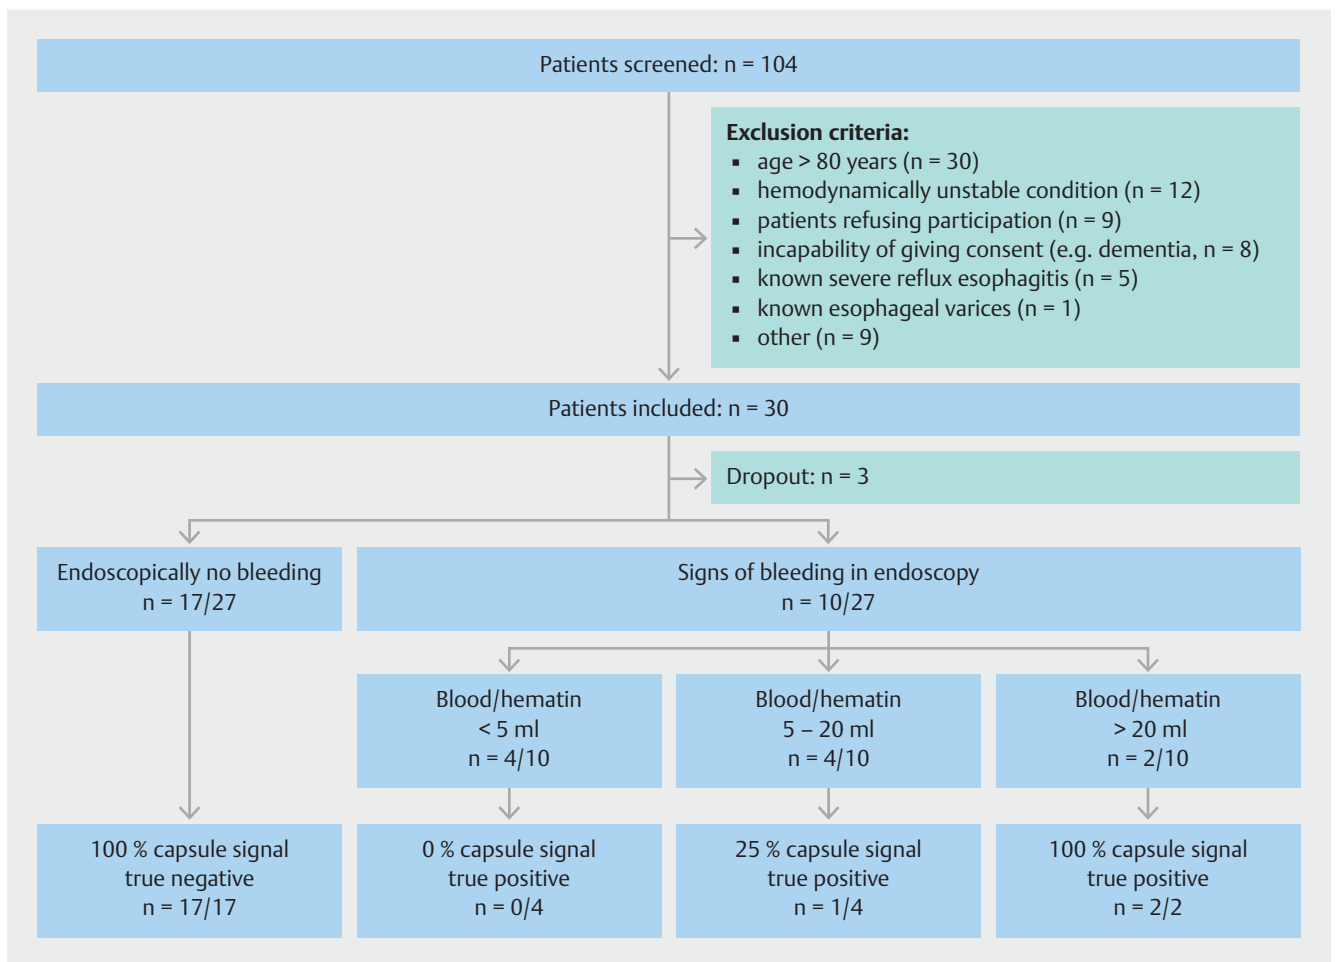 Patients screened: n = 104
Exclusion criteria:
▪ age > 80 years (n = 30)
▪ hemodynamically unstable condition (n = 12)
▪ patients refusing participation (n = 9)
▪ incapability of giving consent (e.g. dementia, n = 8)
▪ known severe reflux esophagitis (n = 5)
▪ known esophageal varices (n = 1)
▪ other (n = 9)
Patients included: n = 30
Dropout: n = 3
Endoscopically no bleeding
n = 17/27
Signs of bleeding in endoscopy
n = 10/27
Blood/hematin
< 5 ml
n = 4/10
Blood/hematin
5 – 20 ml
n = 4/10
Blood/hematin
> 20 ml
n = 2/10
100 % capsule signal
true negative
n = 17/17
0 % capsule signal
true positive
n = 0/4
25 % capsule signal
true positive
n = 1/4
100 % capsule signal
true positive
n = 2/2